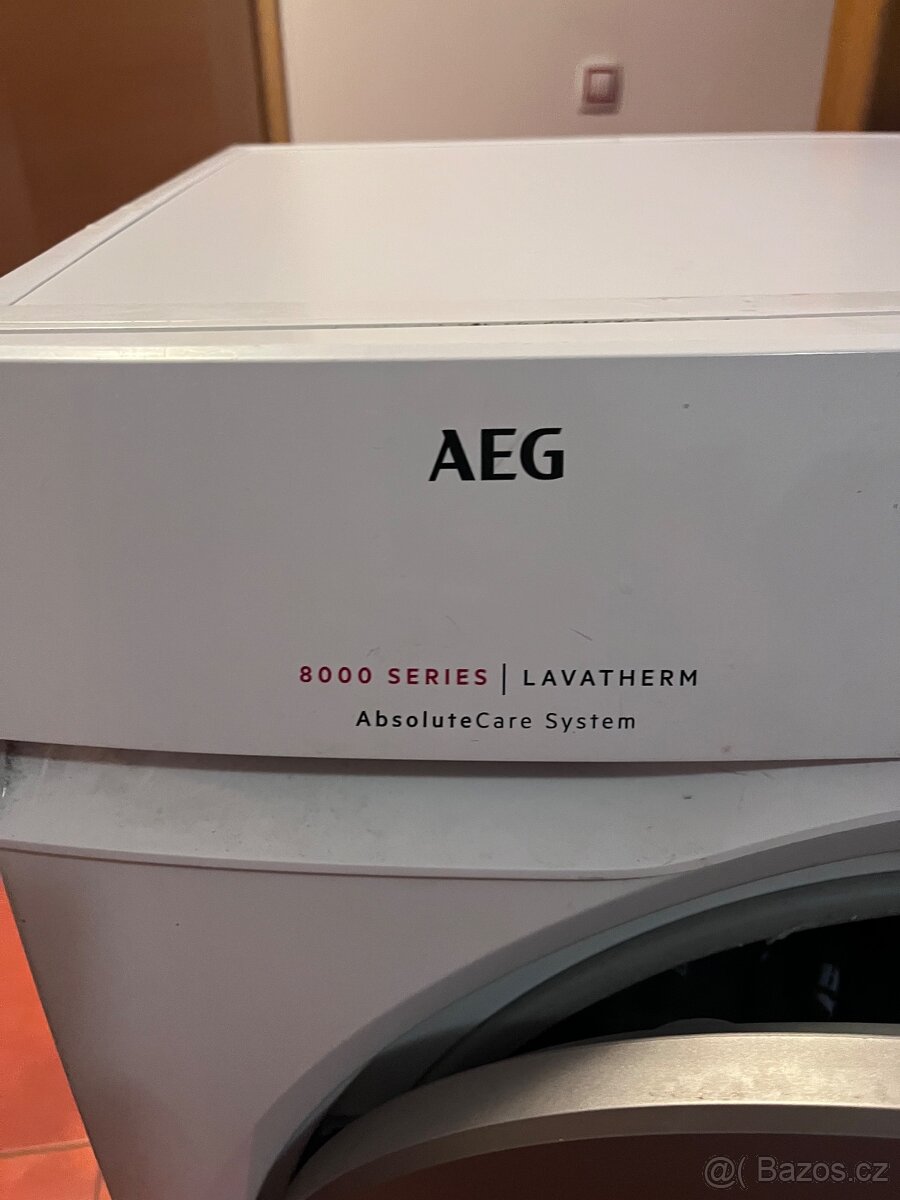 AEG
8000 SERIES | LAVATHERM
AbsoluteCare System
@( Bazos.cz